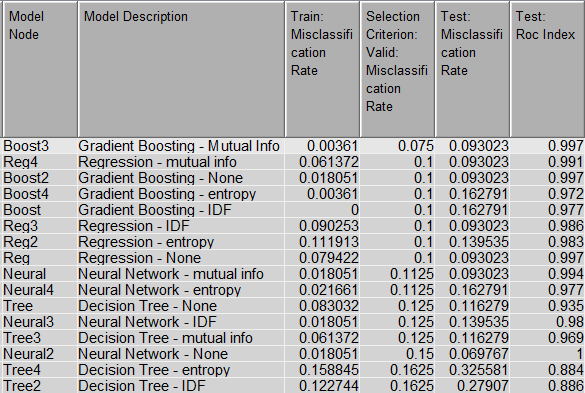 Model Node Model Description Train: Misclassifi cation Rate Selection Criterion: Valid: Misclassifi cation Rate Test: Misclassifi cation Rate Test: Roc Index
Boost3 Gradient Boosting - Mutual Info 0.00361 0.075 0.093023 0.997
Reg4 Regression - mutual info 0.061372 0.1 0.093023 0.991
Boost2 Gradient Boosting - None 0.018051 0.1 0.093023 0.997
Boost4 Gradient Boosting - entropy 0.00361 0.1 0.162791 0.972
Boost Gradient Boosting - IDF 0 0.1 0.162791 0.977
Reg3 Regression - IDF 0.090253 0.1 0.093023 0.986
Reg2 Regression - entropy 0.111913 0.1 0.139535 0.983
Reg Regression - None 0.079422 0.1 0.093023 0.997
Neural Neural Network - mutual info 0.018051 0.1125 0.093023 0.994
Neural4 Neural Network - entropy 0.021661 0.1125 0.162791 0.977
Tree Decision Tree - None 0.083032 0.125 0.116279 0.935
Neural3 Neural Network - IDF 0.018051 0.125 0.139535 0.98
Tree3 Decision Tree - mutual info 0.061372 0.125 0.116279 0.969
Neural2 Neural Network - None 0.018051 0.15 0.069767 1
Tree4 Decision Tree - entropy 0.158845 0.1625 0.325581 0.884
Tree2 Decision Tree - IDF 0.122744 0.1625 0.27907 0.886